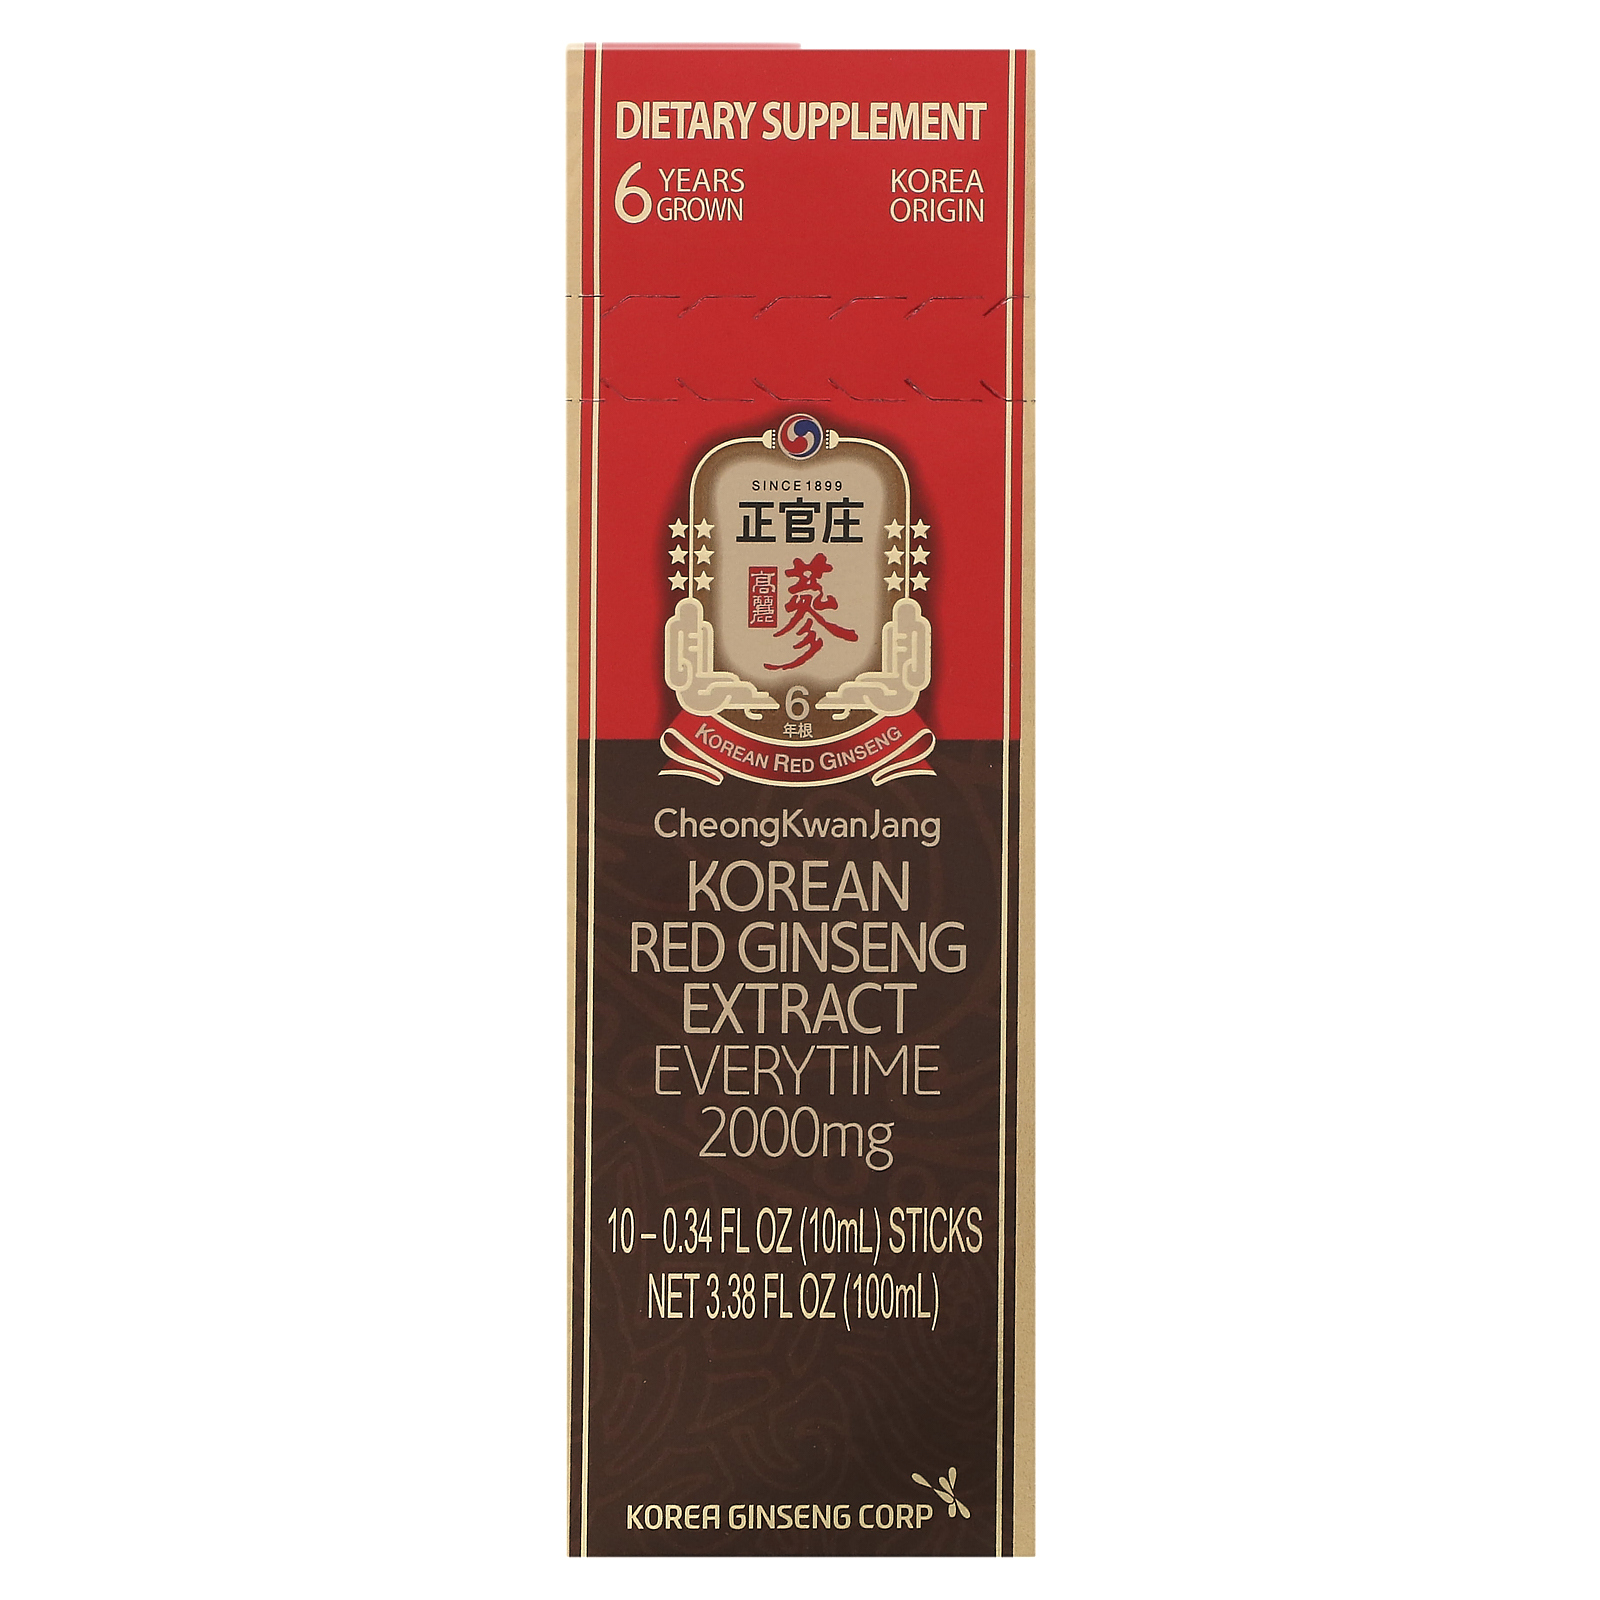 DIETARY SUPPLEMENT
6 YEARS GROWN
KOREA ORIGIN
SINCE 1899
正官庄
高麗
蔘
6
年根
KOREAN RED GINSENG
CheongKwanJang
KOREAN
RED GINSENG
EXTRACT
EVERYTIME
2000mg
10 – 0.34 FL OZ (10mL) STICKS
NET 3.38 FL OZ (100mL)
KOREA GINSENG CORP